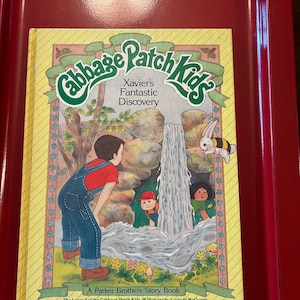 Cabbage Patch Kids
Xavier's
Fantastic
Discovery
A Parker Brothers Story Book